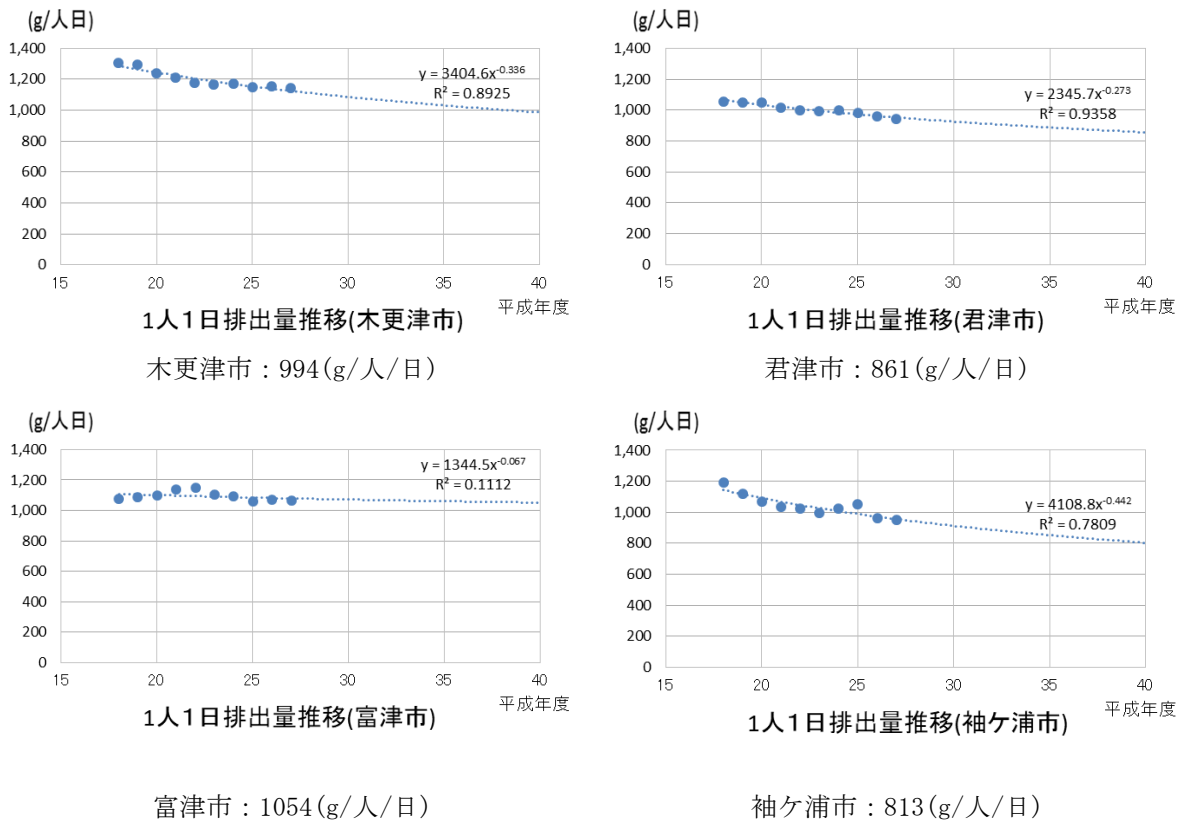 (g/人日)
1,400
1,200
1,000
800
600
400
200
0
y = 3404.6x-0.336
R² = 0.8925
15 20 25 30 35 40
平成年度
1人1日排出量推移(木更津市)
木更津市：994(g/人/日)
(g/人日)
1,400
1,200
1,000
800
600
400
200
0
y = 2345.7x-0.273
R² = 0.9358
15 20 25 30 35 40
平成年度
1人1日排出量推移(君津市)
君津市：861(g/人/日)
(g/人日)
1,400
1,200
1,000
800
600
400
200
0
y = 1344.5x-0.067
R² = 0.1112
15 20 25 30 35 40
平成年度
1人1日排出量推移(富津市)
富津市：1054(g/人/日)
(g/人日)
1,400
1,200
1,000
800
600
400
200
0
y = 4108.8x-0.442
R² = 0.7809
15 20 25 30 35 40
平成年度
1人1日排出量推移(袖ケ浦市)
袖ケ浦市：813(g/人/日)